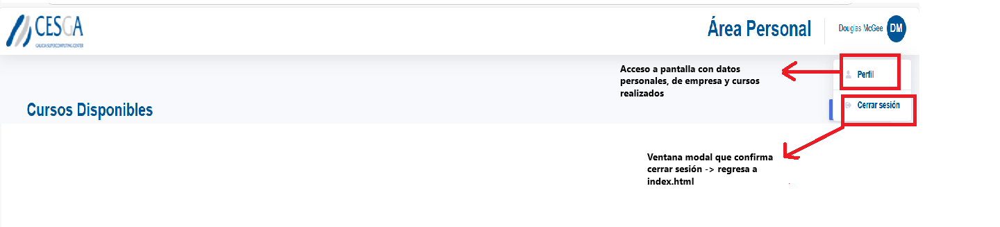 CESGA
GALICIA SUPERCOMPUTING CENTER
Área Personal
Douglas McGee
DM
Acceso a pantalla con datos
personales, de empresa y cursos
realizados
Perfil
Cerrar sesión
Cursos Disponibles
Ventana modal que confirma
cerrar sesión -> regresa a
index.html